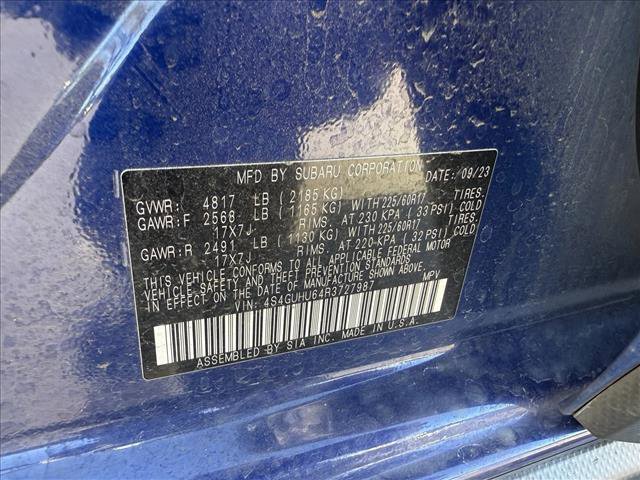 MFD BY SUBARU CORPORATION DATE: 09/23
GVWR: 4817 LB (2185 KG)
GAWR:F 2568 LB (1165 KG) WITH 225/60R17 TIRES,
17X7J RIMS, AT 230 KPA (33 PSI) COLD
GAWR:R 2491 LB (1130 KG) WITH 225/60R17 TIRES,
17X7J RIMS, AT 220 KPA (32 PSI) COLD
THIS VEHICLE CONFORMS TO ALL APPLICABLE FEDERAL MOTOR
VEHICLE SAFETY AND THEFT PREVENTION STANDARDS IN EFFECT ON THE
DATE OF MANUFACTURE SHOWN ABOVE.
VIN: 4S4GUHU64R3727987 MPV
ASSEMBLED BY SIA INC. MADE IN U.S.A.